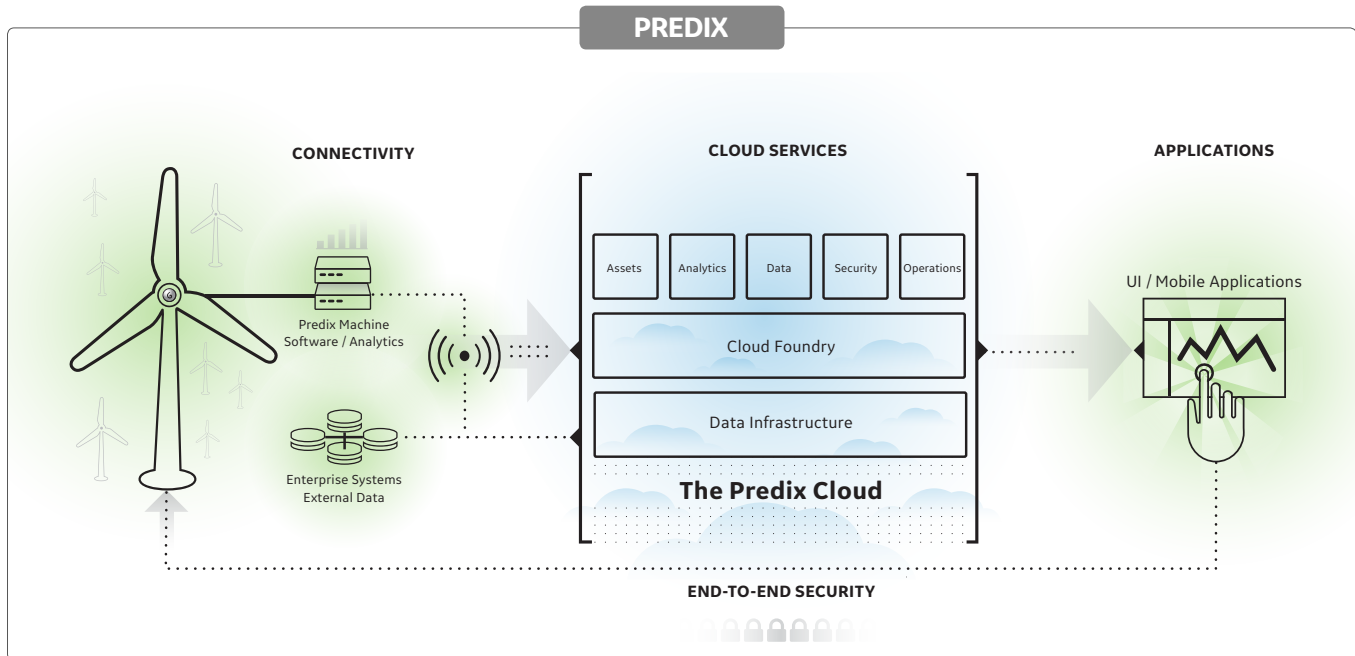 PREDIX
CONNECTIVITY
CLOUD SERVICES
APPLICATIONS
Assets
Analytics
Data
Security
Operations
UI / Mobile Applications
Predix Machine
Software / Analytics
Cloud Foundry
Data Infrastructure
Enterprise Systems
External Data
The Predix Cloud
END-TO-END SECURITY